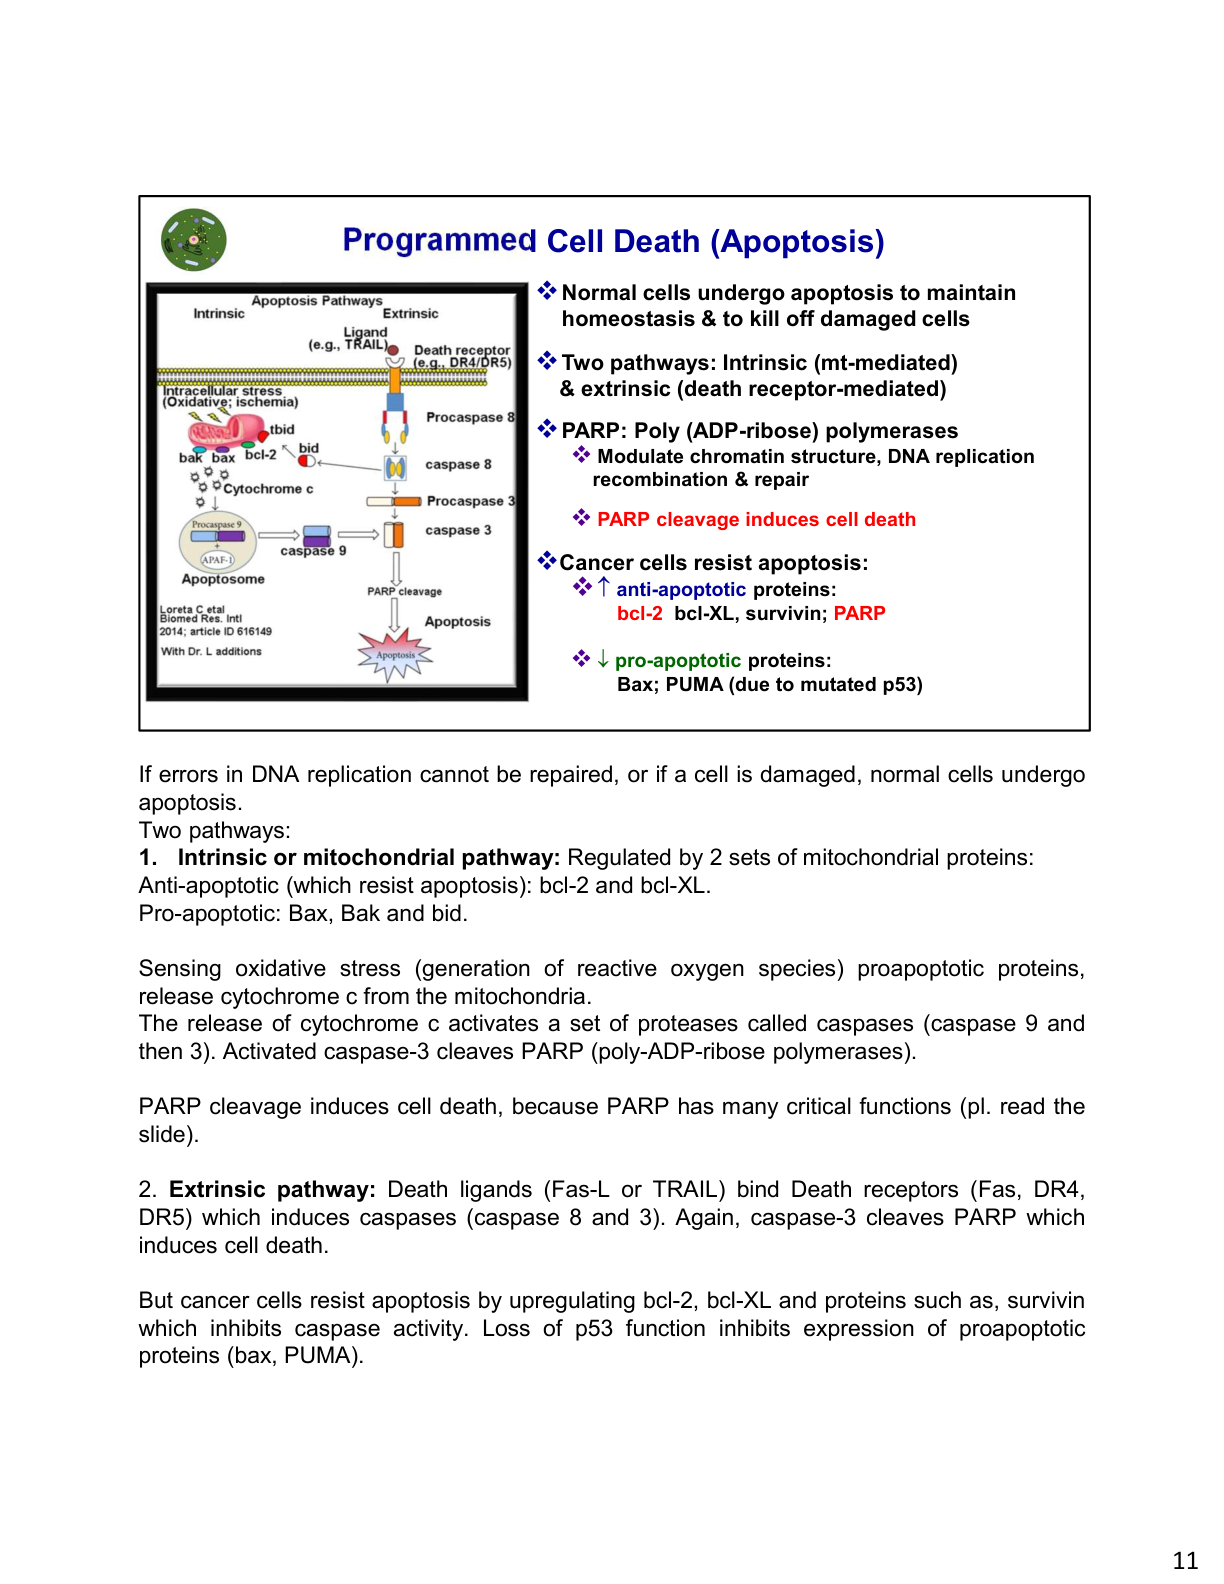 Programmed Cell Death (Apoptosis)
Apoptosis Pathways
Intrinsic
Extrinsic
Ligand
(e.g., TRAIL)
Death receptor
(e.g., DR4/DR5)
Intracellular stress
(Oxidative; ischemia)
Procaspase 8
tbid
bid
bak bax bcl-2
caspase 8
Cytochrome c
Procaspase 3
Procaspase 9
+
APAF-1
caspase 9
caspase 3
Apoptosome
PARP cleavage
Apoptosis
Apoptosis
Loreta C etal
Biomed Res. Intl
2014; article ID 616149
With Dr. L additions
❖ Normal cells undergo apoptosis to maintain
homeostasis & to kill off damaged cells
❖ Two pathways: Intrinsic (mt-mediated)
& extrinsic (death receptor-mediated)
❖ PARP: Poly (ADP-ribose) polymerases
❖ Modulate chromatin structure, DNA replication
recombination & repair
❖ PARP cleavage induces cell death
❖ Cancer cells resist apoptosis:
❖ ↑ anti-apoptotic proteins:
bcl-2 bcl-XL, survivin; PARP
❖ ↓ pro-apoptotic proteins:
Bax; PUMA (due to mutated p53)
If errors in DNA replication cannot be repaired, or if a cell is damaged, normal cells undergo
apoptosis.
Two pathways:
1. Intrinsic or mitochondrial pathway: Regulated by 2 sets of mitochondrial proteins:
Anti-apoptotic (which resist apoptosis): bcl-2 and bcl-XL.
Pro-apoptotic: Bax, Bak and bid.
Sensing oxidative stress (generation of reactive oxygen species) proapoptotic proteins,
release cytochrome c from the mitochondria.
The release of cytochrome c activates a set of proteases called caspases (caspase 9 and
then 3). Activated caspase-3 cleaves PARP (poly-ADP-ribose polymerases).
PARP cleavage induces cell death, because PARP has many critical functions (pl. read the
slide).
2. Extrinsic pathway: Death ligands (Fas-L or TRAIL) bind Death receptors (Fas, DR4,
DR5) which induces caspases (caspase 8 and 3). Again, caspase-3 cleaves PARP which
induces cell death.
But cancer cells resist apoptosis by upregulating bcl-2, bcl-XL and proteins such as, survivin
which inhibits caspase activity. Loss of p53 function inhibits expression of proapoptotic
proteins (bax, PUMA).
11